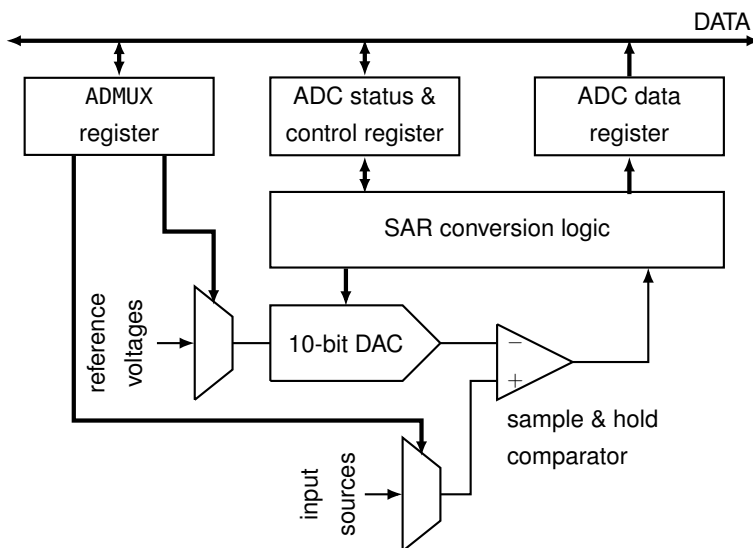 DATA
ADMUX
register
ADC status &
control register
ADC data
register
SAR conversion logic
reference
voltages
10-bit DAC
−
+
sample & hold
comparator
input
sources